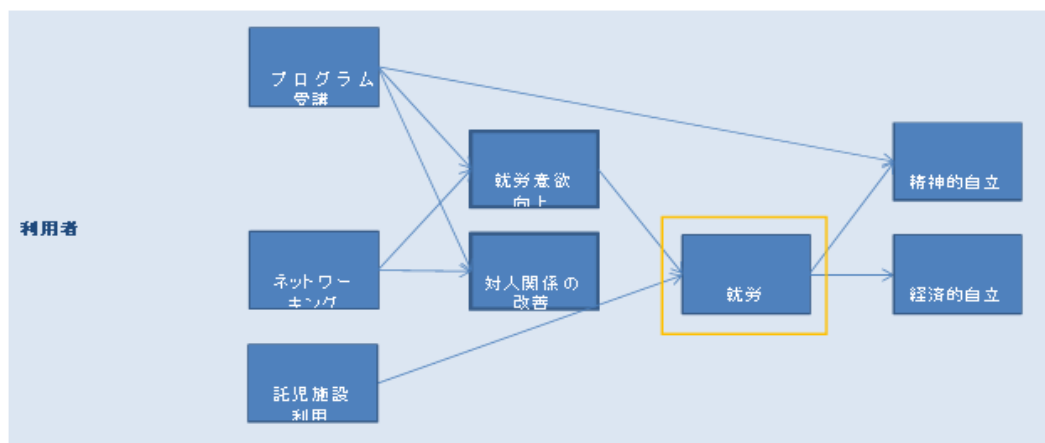 プログラム
受講
就労意欲
向上
精神的自立
利用者
ネットワー
キング
対人関係の
改善
就労
経済的自立
託児施設
利用